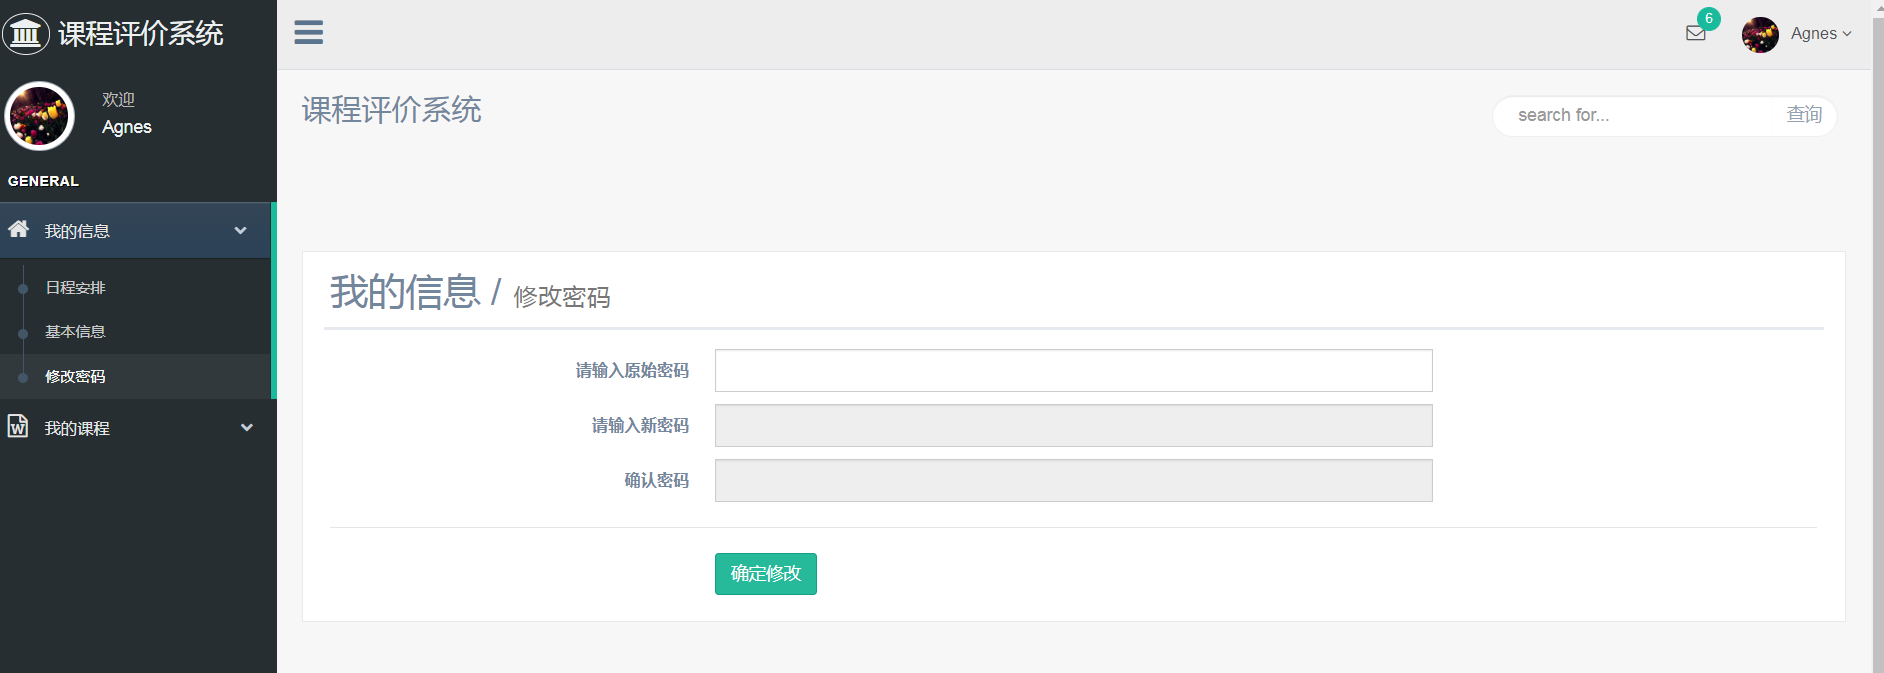 课程评价系统
欢迎
Agnes
GENERAL
我的信息
日程安排
基本信息
修改密码
我的课程
6
Agnes
课程评价系统
search for...
查询
我的信息 / 修改密码
请输入原始密码
请输入新密码
确认密码
确定修改